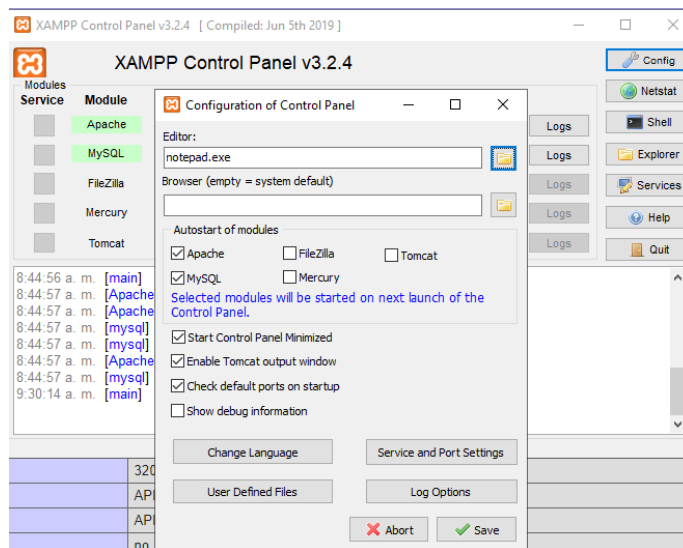 XAMPP Control Panel v3.2.4 [ Compiled: Jun 5th 2019 ]
XAMPP Control Panel v3.2.4
Config
Modules
Service Module
Netstat
Apache
Logs
Shell
MySQL
Logs
Explorer
FileZilla
Logs
Services
Mercury
Logs
Help
Tomcat
Logs
Quit
8:44:56 a. m. [main]
8:44:57 a. m. [Apache
8:44:57 a. m. [Apache
8:44:57 a. m. [mysql]
8:44:57 a. m. [mysql]
8:44:57 a. m. [Apache
8:44:57 a. m. [mysql]
9:30:14 a. m. [main]
320
API
API
no
Configuration of Control Panel
Editor:
notepad.exe
Browser (empty = system default)
Autostart of modules
Apache FileZilla Tomcat
MySQL Mercury
Selected modules will be started on next launch of the
Control Panel.
Start Control Panel Minimized
Enable Tomcat output window
Check default ports on startup
Show debug information
Change Language Service and Port Settings
User Defined Files Log Options
Abort Save